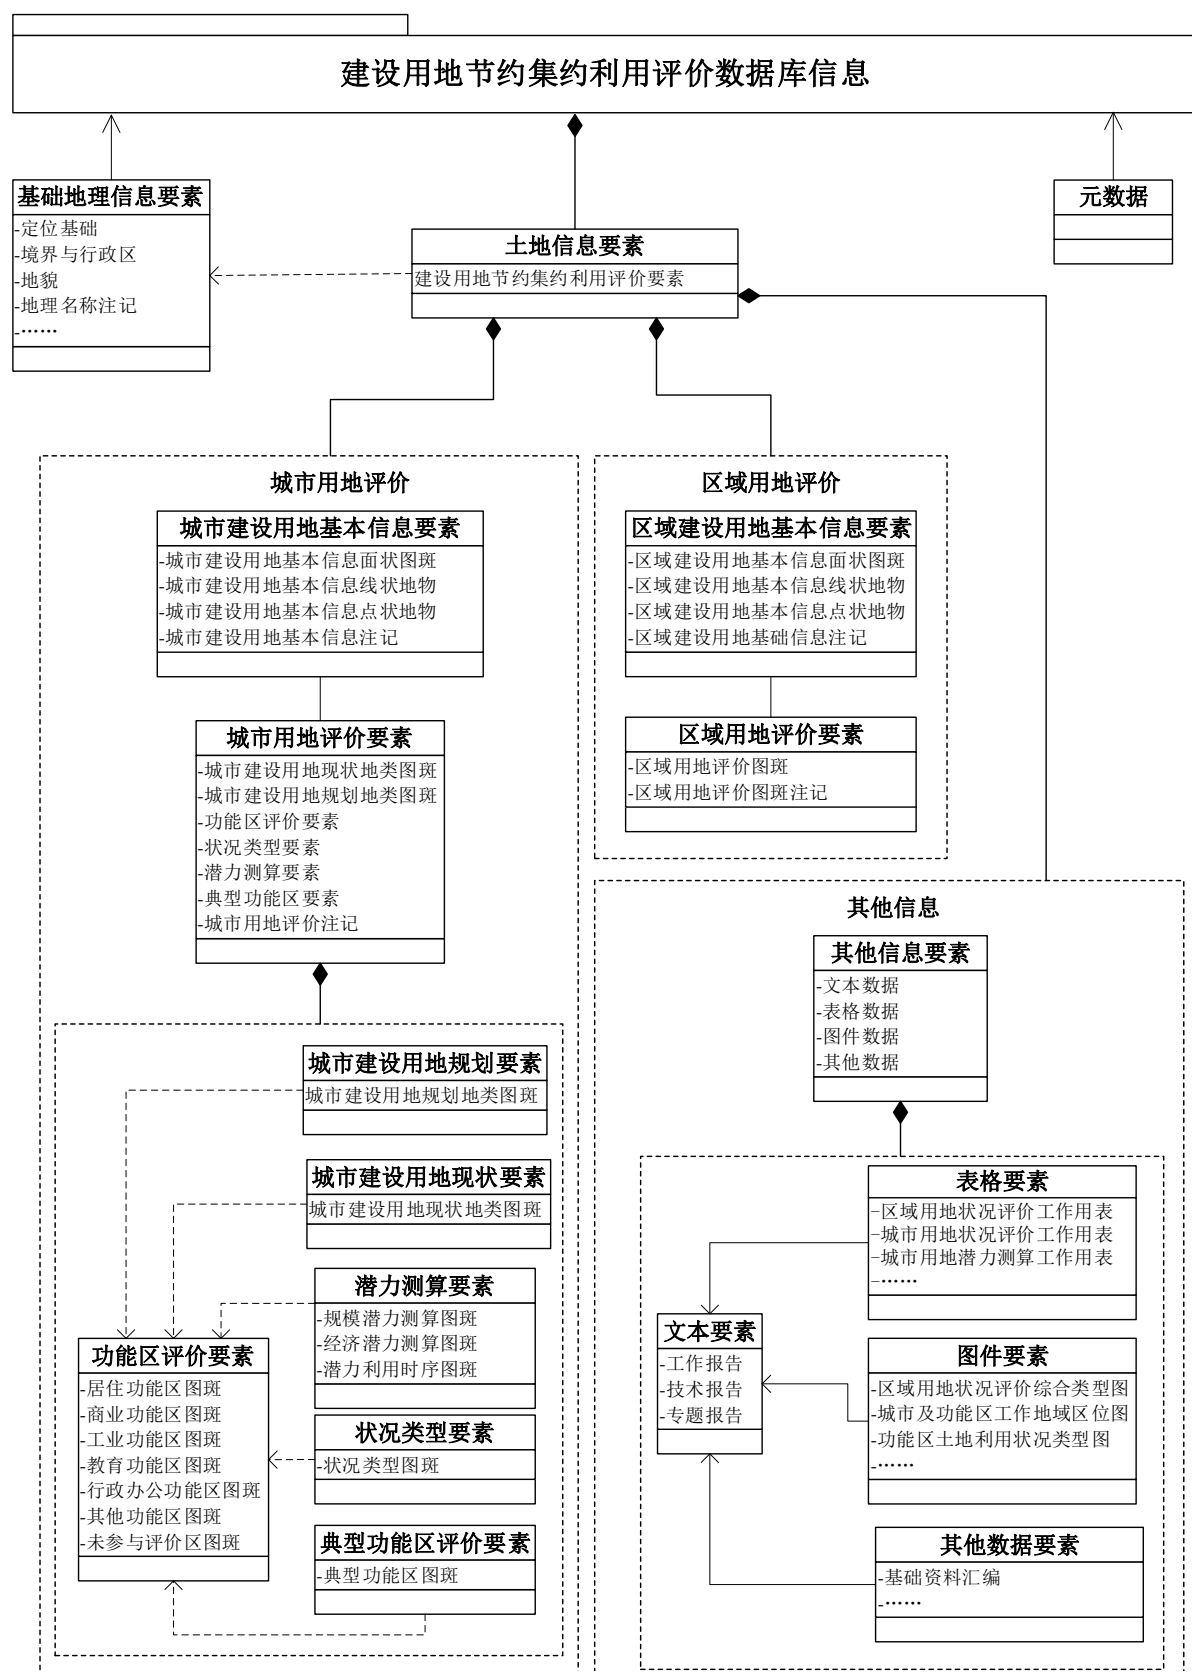 建设用地节约集约利用评价数据库信息
基础地理信息要素
-定位基础
-境界与行政区
-地貌
-地理名称注记
-……
元数据
土地信息要素
建设用地节约集约利用评价要素
城市用地评价
城市建设用地基本信息要素
-城市建设用地基本信息面状图斑
-城市建设用地基本信息线状地物
-城市建设用地基本信息点状地物
-城市建设用地基本信息注记
城市用地评价要素
-城市建设用地现状地类图斑
-城市建设用地规划地类图斑
-功能区评价要素
-状况类型要素
-潜力测算要素
-典型功能区要素
-城市用地评价注记
城市建设用地规划要素
城市建设用地规划地类图斑
城市建设用地现状要素
城市建设用地现状地类图斑
潜力测算要素
-规模潜力测算图斑
-经济潜力测算图斑
-潜力利用时序图斑
功能区评价要素
-居住功能区图斑
-商业功能区图斑
-工业功能区图斑
-教育功能区图斑
-行政办公功能区图斑
-其他功能区图斑
-未参与评价区图斑
状况类型要素
-状况类型图斑
典型功能区评价要素
-典型功能区图斑
区域用地评价
区域建设用地基本信息要素
-区域建设用地基本信息面状图斑
-区域建设用地基本信息线状地物
-区域建设用地基本信息点状地物
-区域建设用地基础信息注记
区域用地评价要素
-区域用地评价图斑
-区域用地评价图斑注记
其他信息
其他信息要素
-文本数据
-表格数据
-图件数据
-其他数据
表格要素
-区域用地状况评价工作用表
-城市用地状况评价工作用表
-城市用地潜力测算工作用表
-……
文本要素
-工作报告
-技术报告
-专题报告
图件要素
-区域用地状况评价综合类型图
-城市及功能区工作地域区位图
-功能区土地利用状况类型图
-……
其他数据要素
-基础资料汇编
-……